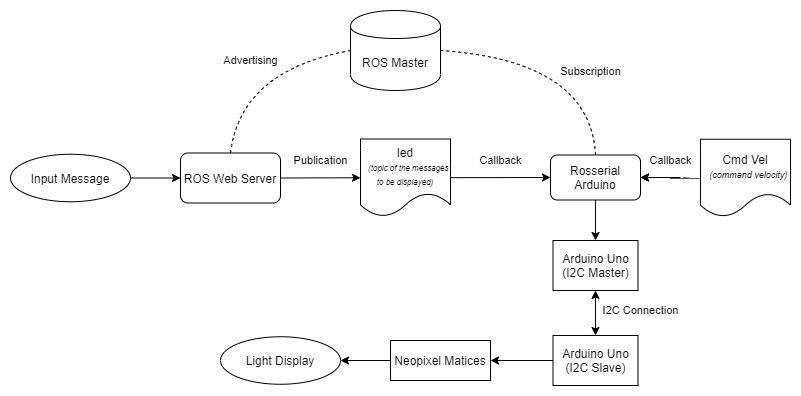 Advertising
ROS Master
Subscription
Input Message
ROS Web Server
Publication
led
(topic of the messages
to be displayed)
Callback
Rosserial
Arduino
Callback
Cmd Vel
(command velocity)
Arduino Uno
(I2C Master)
I2C Connection
Arduino Uno
(I2C Slave)
Neopixel Matices
Light Display